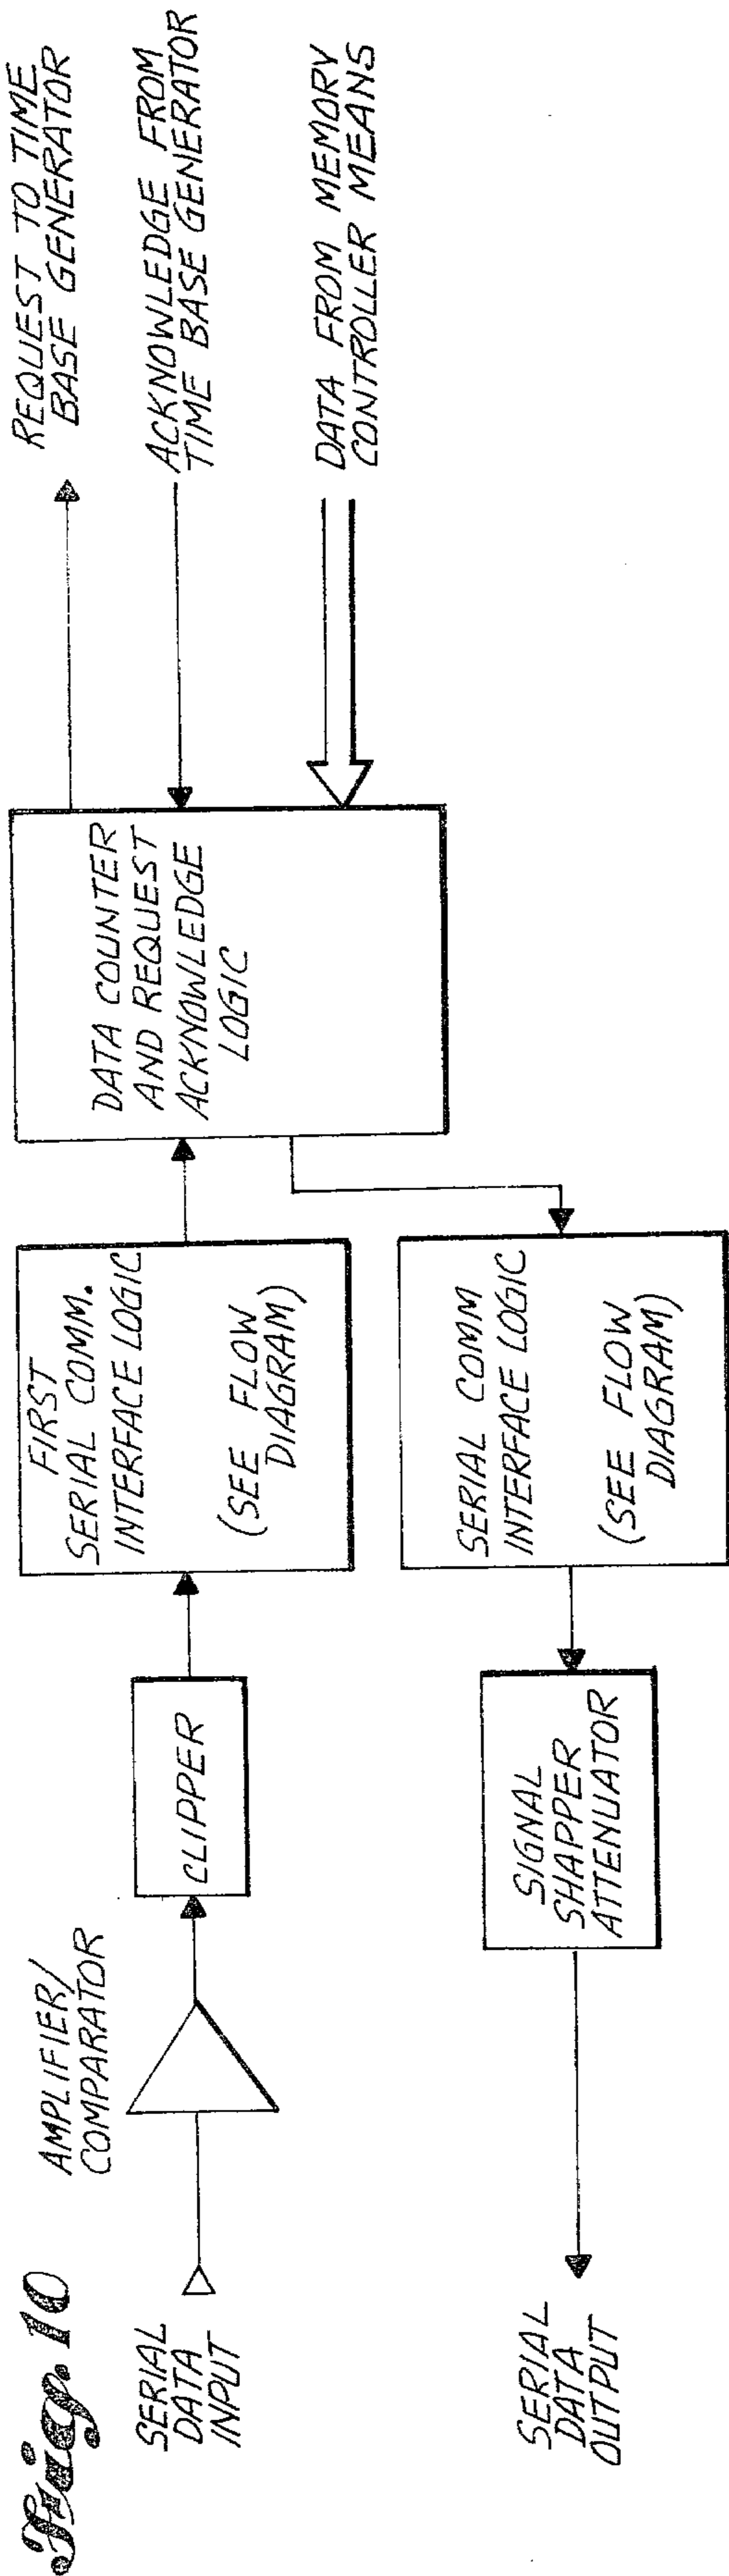 Fig. 10
AMPLIFIER/
COMPARATOR
SERIAL
DATA
INPUT
CLIPPER
FIRST
SERIAL COMM.
INTERFACE LOGIC
(SEE FLOW
DIAGRAM)
DATA COUNTER
AND REQUEST
ACKNOWLEDGE
LOGIC
REQUEST TO TIME
BASE GENERATOR
ACKNOWLEDGE FROM
TIME BASE GENERATOR
DATA FROM MEMORY
CONTROLLER MEANS
SERIAL COMM
INTERFACE LOGIC
(SEE FLOW
DIAGRAM)
SIGNAL
SHAPPER
ATTENUATOR
SERIAL
DATA
OUTPUT